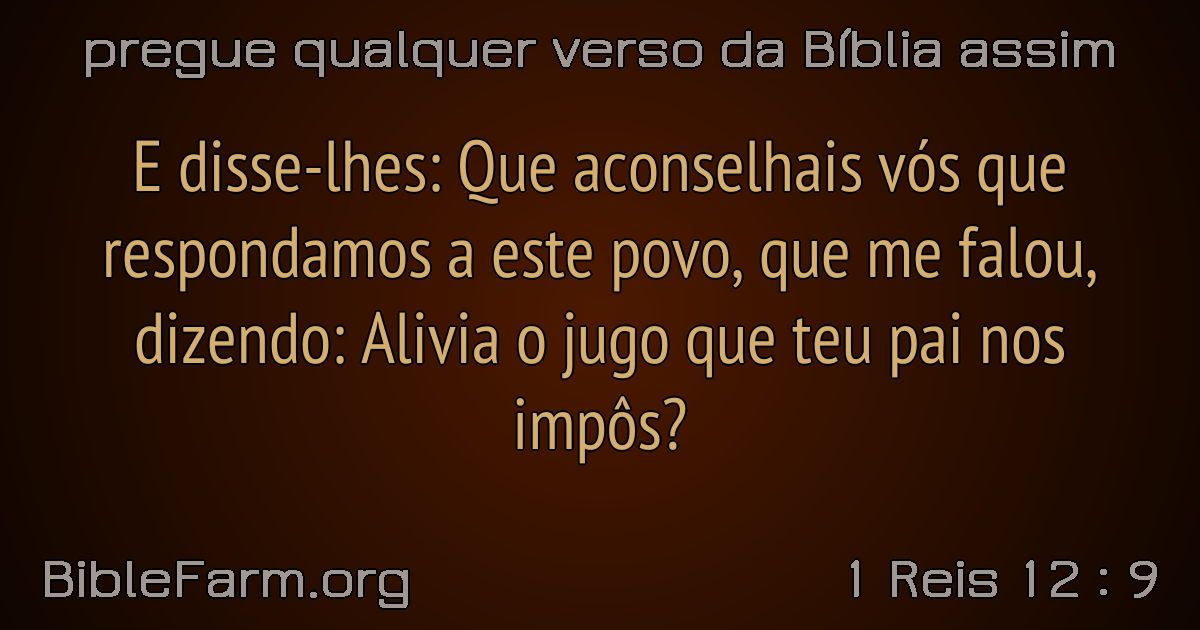 pregue qualquer verso da Bíblia assim
E disse-lhes: Que aconselhais vós que
respondamos a este povo, que me falou,
dizendo: Alivia o jugo que teu pai nos
impôs?
BibleFarm.org
1 Reis 12 : 9